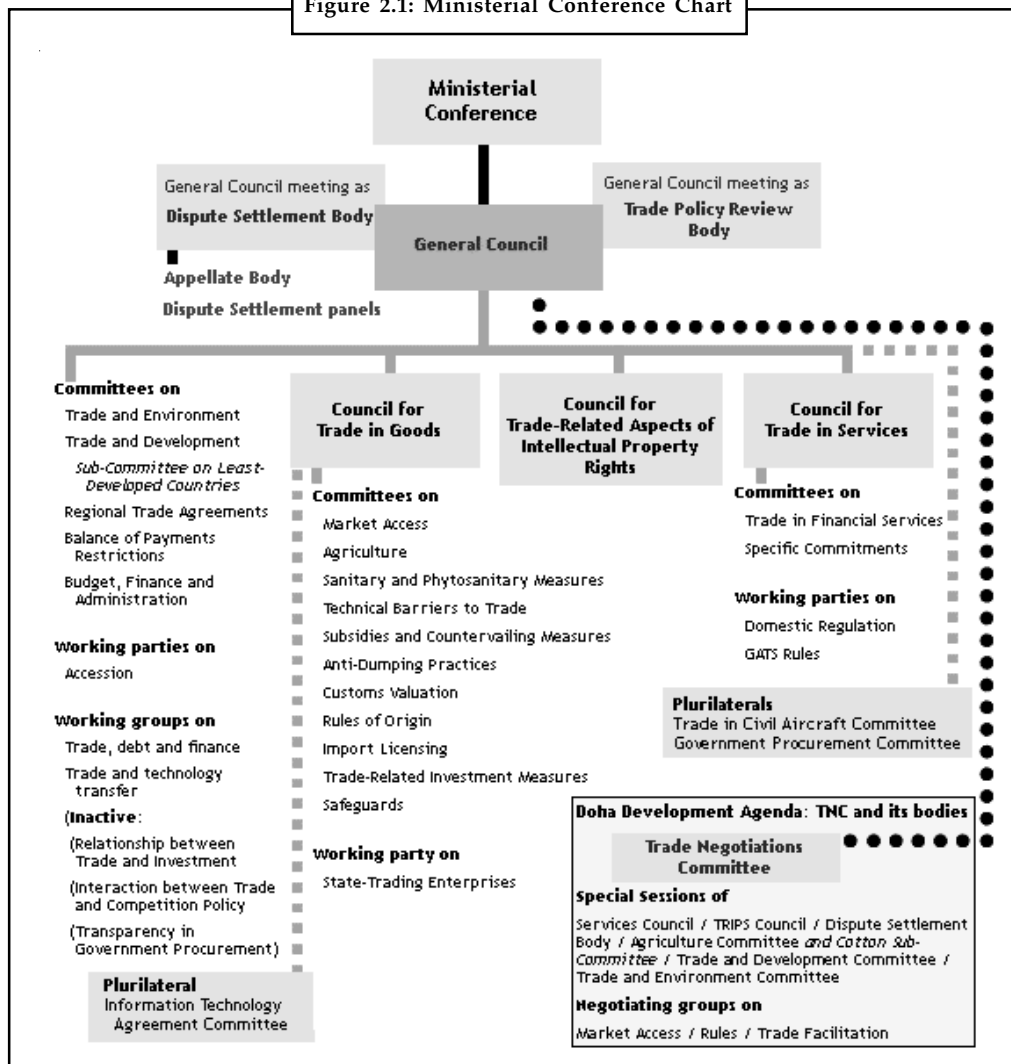 Figure 2.1: Ministerial Conference Chart
Ministerial
Conference
General Council meeting as
Dispute Settlement Body
General Council meeting as
Trade Policy Review
Body
General Council
Appellate Body
Dispute Settlement panels
Committees on
Trade and Environment
Trade and Development
Sub-Committee on Least-
Developed Countries
Regional Trade Agreements
Balance of Payments
Restrictions
Budget, Finance and
Administration
Working parties on
Accession
Working groups on
Trade, debt and finance
Trade and technology
transfer
(Inactive:
(Relationship between
Trade and Investment
(Interaction between Trade
and Competition Policy
(Transparency in
Government Procurement)
Plurilateral
Information Technology
Agreement Committee
Council for
Trade in Goods
Committees on
Market Access
Agriculture
Sanitary and Phytosanitary Measures
Technical Barriers to Trade
Subsidies and Countervailing Measures
Anti-Dumping Practices
Customs Valuation
Rules of Origin
Import Licensing
Trade-Related Investment Measures
Safeguards
Working party on
State-Trading Enterprises
Council for
Trade-Related Aspects of
Intellectual Property
Rights
Council for
Trade in Services
Committees on
Trade in Financial Services
Specific Commitments
Working parties on
Domestic Regulation
GATS Rules
Plurilaterals
Trade in Civil Aircraft Committee
Government Procurement Committee
Doha Development Agenda: TNC and its bodies
Trade Negotiations
Committee
Special Sessions of
Services Council / TRIPS Council / Dispute Settlement
Body / Agriculture Committee and Cotton Sub-
Committee / Trade and Development Committee /
Trade and Environment Committee
Negotiating groups on
Market Access / Rules / Trade Facilitation